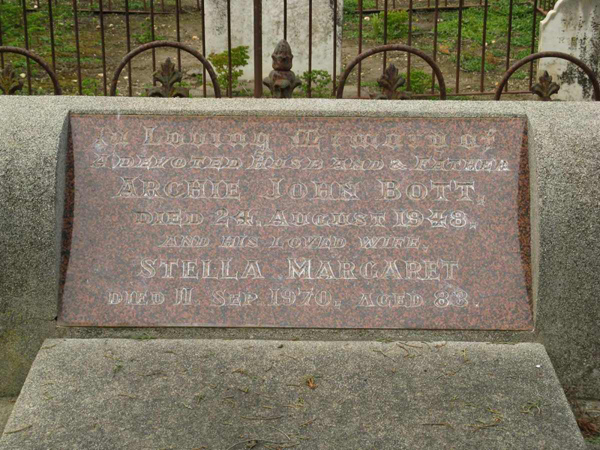 In Loving Memory of
A DEVOTED HUSBAND AND A FATHER
ARCHIE JOHN BOTT,
DIED 24, AUGUST 1948,
AND HIS LOVED WIFE,
STELLA MARGARET
DIED 11, SEP. 1970, AGED 83.